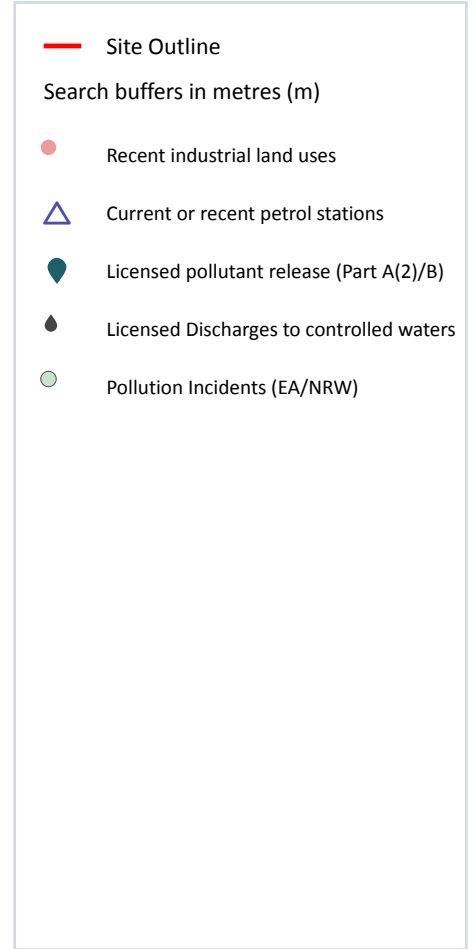 Site Outline
Search buffers in metres (m)
Recent industrial land uses
Current or recent petrol stations
Licensed pollutant release (Part A(2)/B)
Licensed Discharges to controlled waters
Pollution Incidents (EA/NRW)